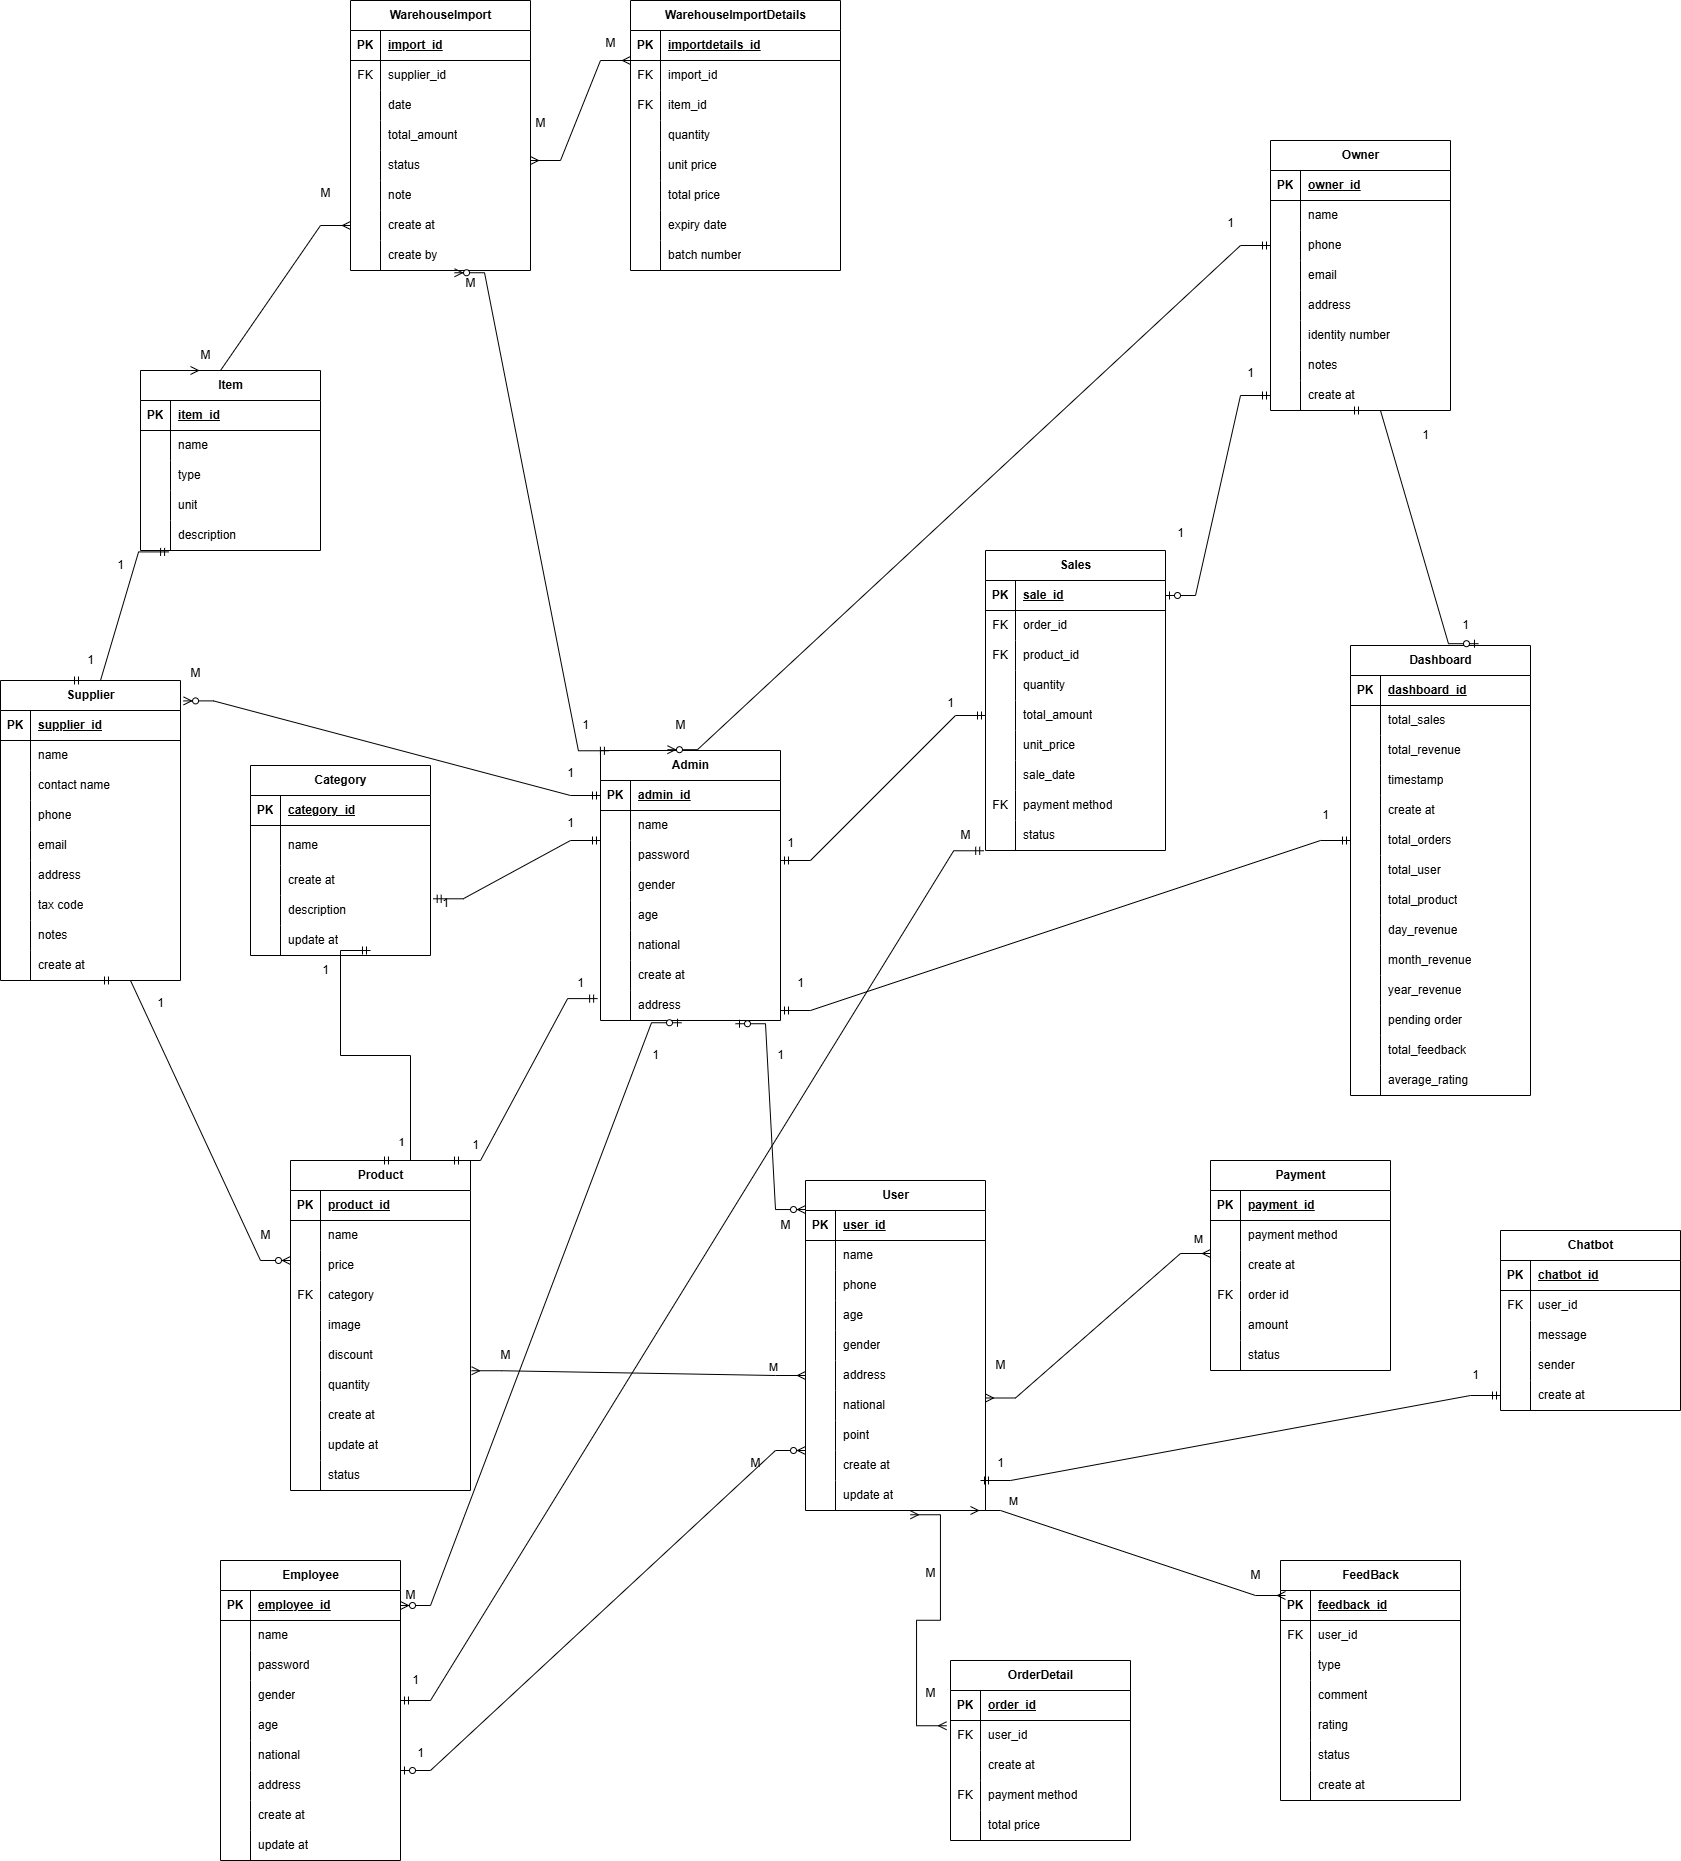 WarehouseImport
PK import_id
FK supplier_id
date
total_amount
status
note
create at
create by
WarehouseImportDetails
PK importdetails_id
FK import_id
FK item_id
quantity
unit price
total price
expiry date
batch number
M
M
M
M
M
Owner
PK owner_id
name
phone
email
address
identity number
notes
create at
1
1
1
Item
PK item_id
name
type
unit
description
1
1
Sales
PK sale_id
FK order_id
FK product_id
quantity
total_amount
unit_price
sale_date
FK payment method
status
1
1
M
Dashboard
PK dashboard_id
total_sales
total_revenue
timestamp
create at
total_orders
total_user
total_product
day_revenue
month_revenue
year_revenue
pending order
total_feedback
average_rating
1
1
Supplier
PK supplier_id
name
contact name
phone
email
address
tax code
notes
create at
M
1
Category
PK category_id
name
create at
description
update at
1
1
Admin
PK admin_id
name
password
gender
age
national
create at
address
1
M
1
1
1
1
1
1
1
Product
PK product_id
name
price
FK category
image
discount
quantity
create at
update at
status
1
1
M
M
User
PK user_id
name
phone
age
gender
address
national
point
create at
update at
M
M
M
M
1
M
M
Payment
PK payment_id
payment method
create at
FK order id
amount
status
M
Chatbot
PK chatbot_id
FK user_id
message
sender
create at
1
Employee
PK employee_id
name
password
gender
age
national
address
create at
update at
M
1
1
OrderDetail
PK order_id
FK user_id
create at
FK payment method
total price
M
FeedBack
PK feedback_id
FK user_id
type
comment
rating
status
create at
M